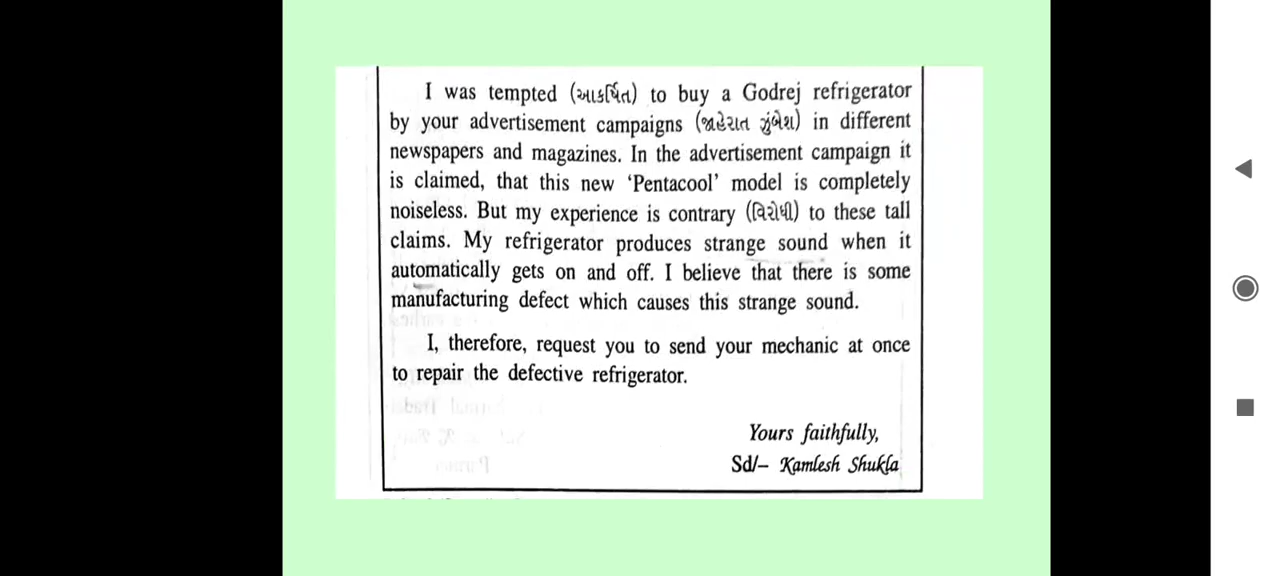 I was tempted (આકર્ષિત) to buy a Godrej refrigerator
by your advertisement campaigns (જાહેરાત ઝુંબેશ) in different
newspapers and magazines. In the advertisement campaign it
is claimed, that this new ‘Pentacool’ model is completely
noiseless. But my experience is contrary (વિરોધી) to these tall
claims. My refrigerator produces strange sound when it
automatically gets on and off. I believe that there is some
manufacturing defect which causes this strange sound.
I, therefore, request you to send your mechanic at once
to repair the defective refrigerator.
Yours faithfully,
Sd/– Kamlesh Shukla